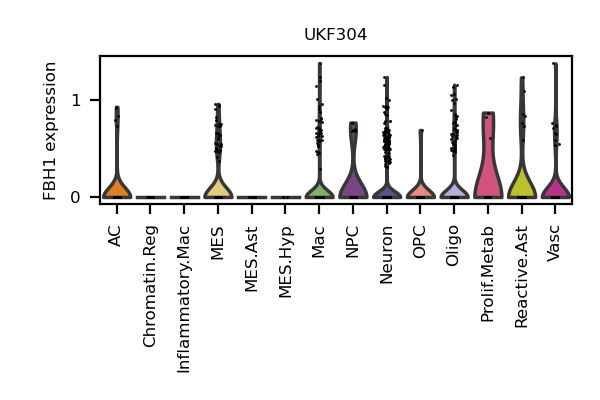 UKF304
FBH1 expression
1
0
AC
Chromatin.Reg
Inflammatory.Mac
MES
MES.Ast
MES.Hyp
Mac
NPC
Neuron
OPC
Oligo
Prolif.Metab
Reactive.Ast
Vasc